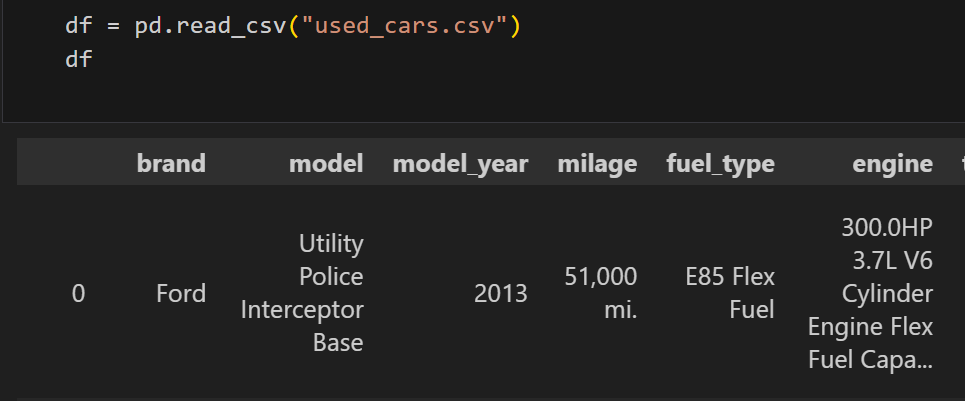 df = pd.read_csv("used_cars.csv")
df
brand model model_year milage fuel_type engine
0 Ford Utility Police Interceptor Base 2013 51,000 mi. E85 Flex Fuel 300.0HP 3.7L V6 Cylinder Engine Flex Fuel Capa...